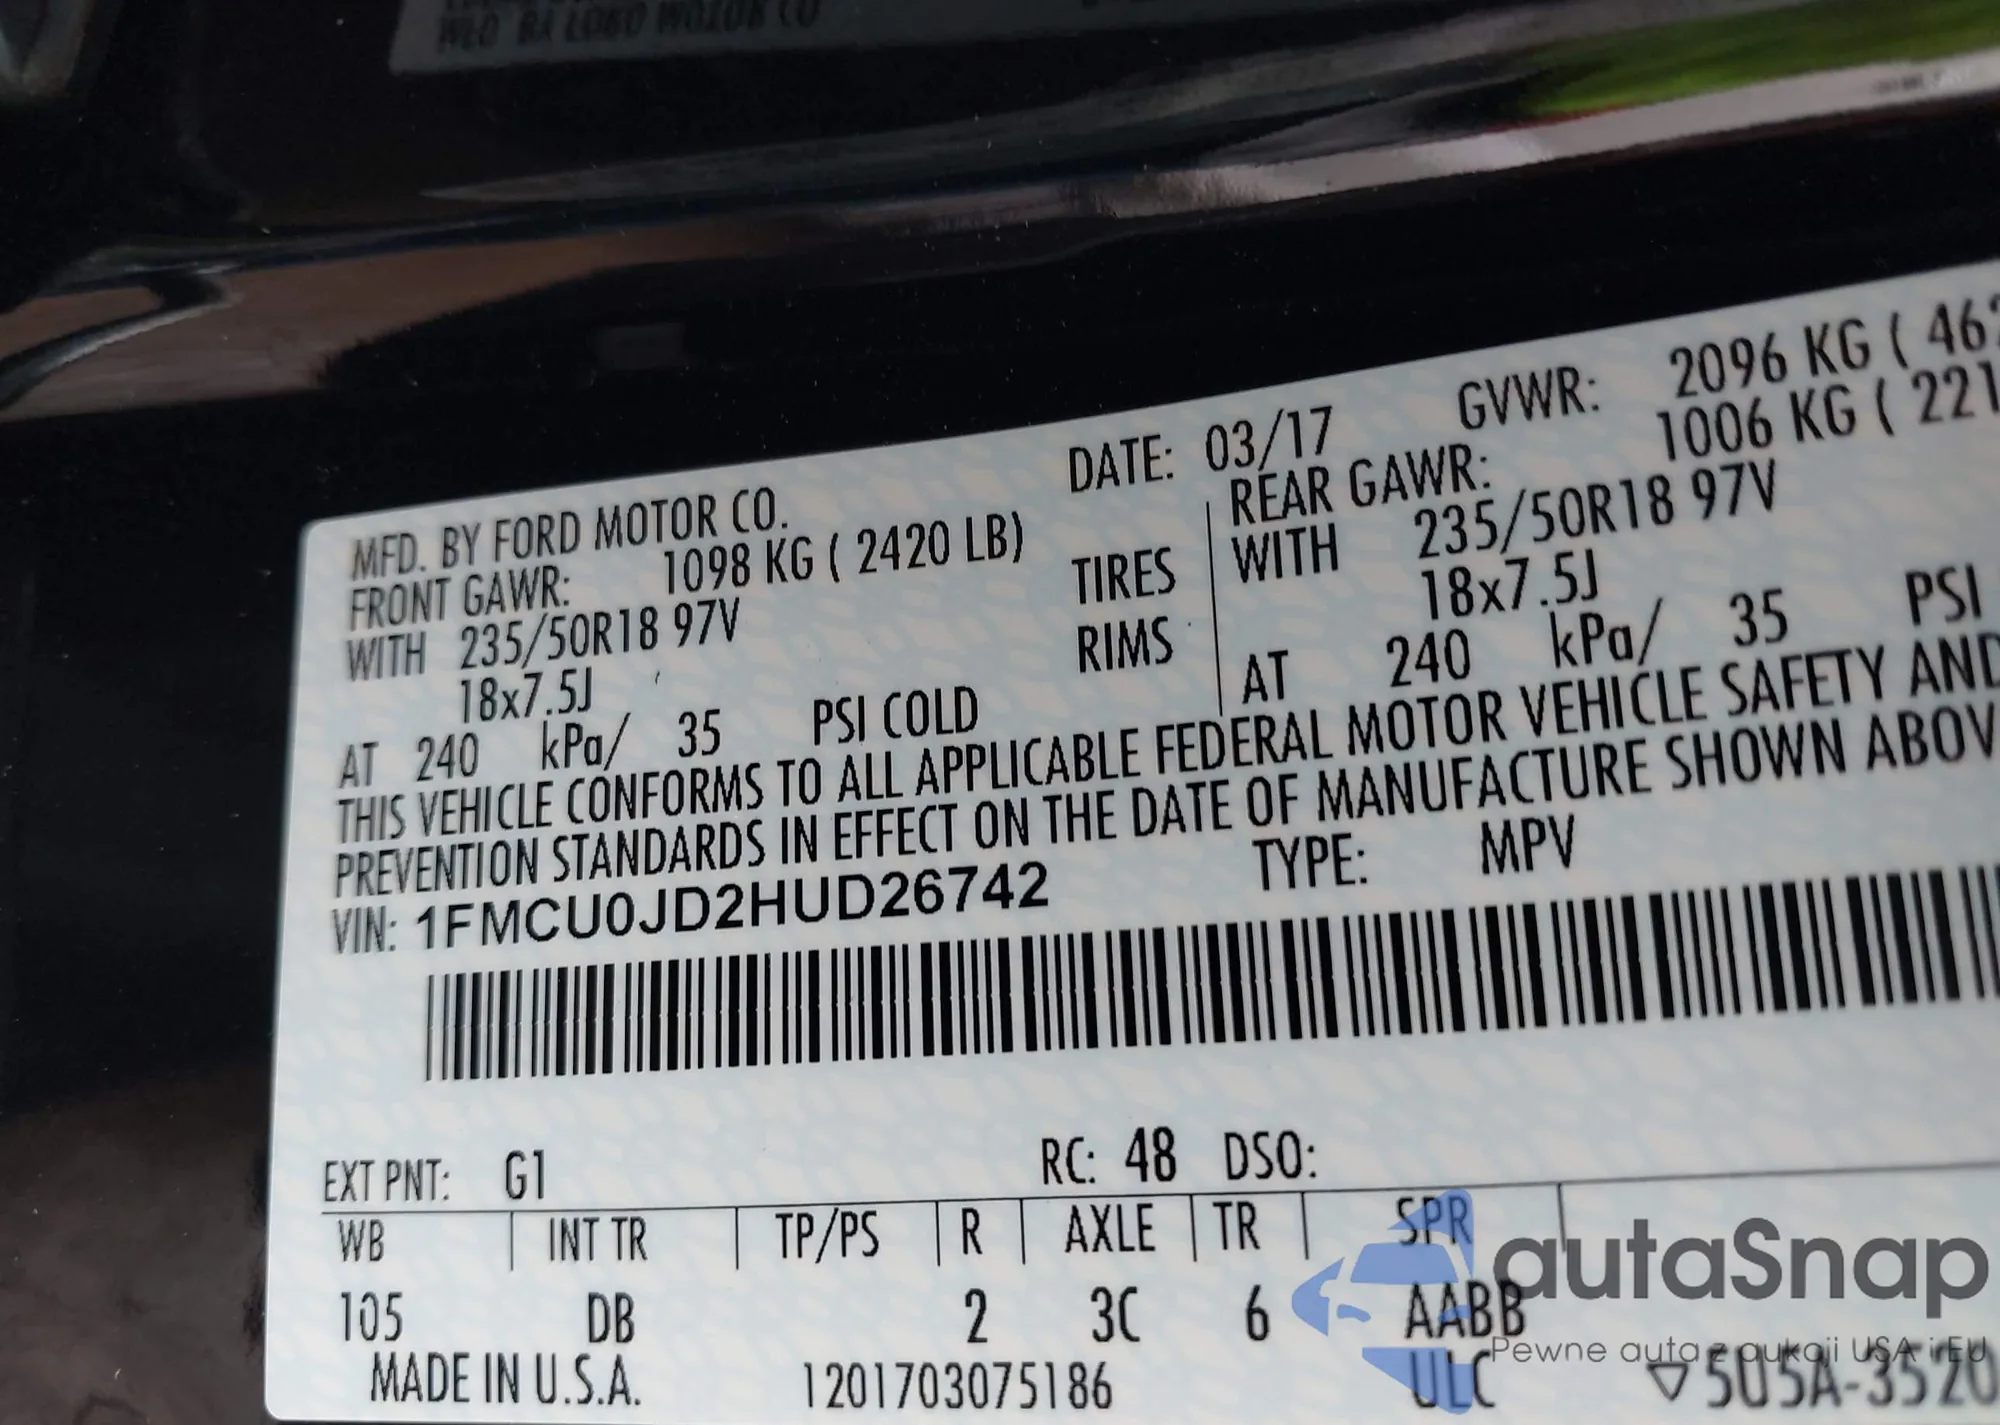 MFD. BY FORD MOTOR CO. DATE: 03/17 GVWR: 2096 KG ( 462
FRONT GAWR: 1098 KG ( 2420 LB) REAR GAWR: 1006 KG ( 221
WITH 235/50R18 97V TIRES WITH 235/50R18 97V
18x7.5J RIMS 18x7.5J
AT 240 kPa/ 35 PSI COLD AT 240 kPa/ 35 PSI
THIS VEHICLE CONFORMS TO ALL APPLICABLE FEDERAL MOTOR VEHICLE SAFETY AND
PREVENTION STANDARDS IN EFFECT ON THE DATE OF MANUFACTURE SHOWN ABOV
VIN: 1FMCU0JD2HUD26742 TYPE: MPV
EXT PNT: G1 RC: 48 DSO:
WB INT TR TP/PS R AXLE TR SPR
105 DB 2 3C 6 AABB
MADE IN U.S.A. 1201703075186 ULC ▽505A-3520
autaSnap
Pewne auta z aukcji USA i EU